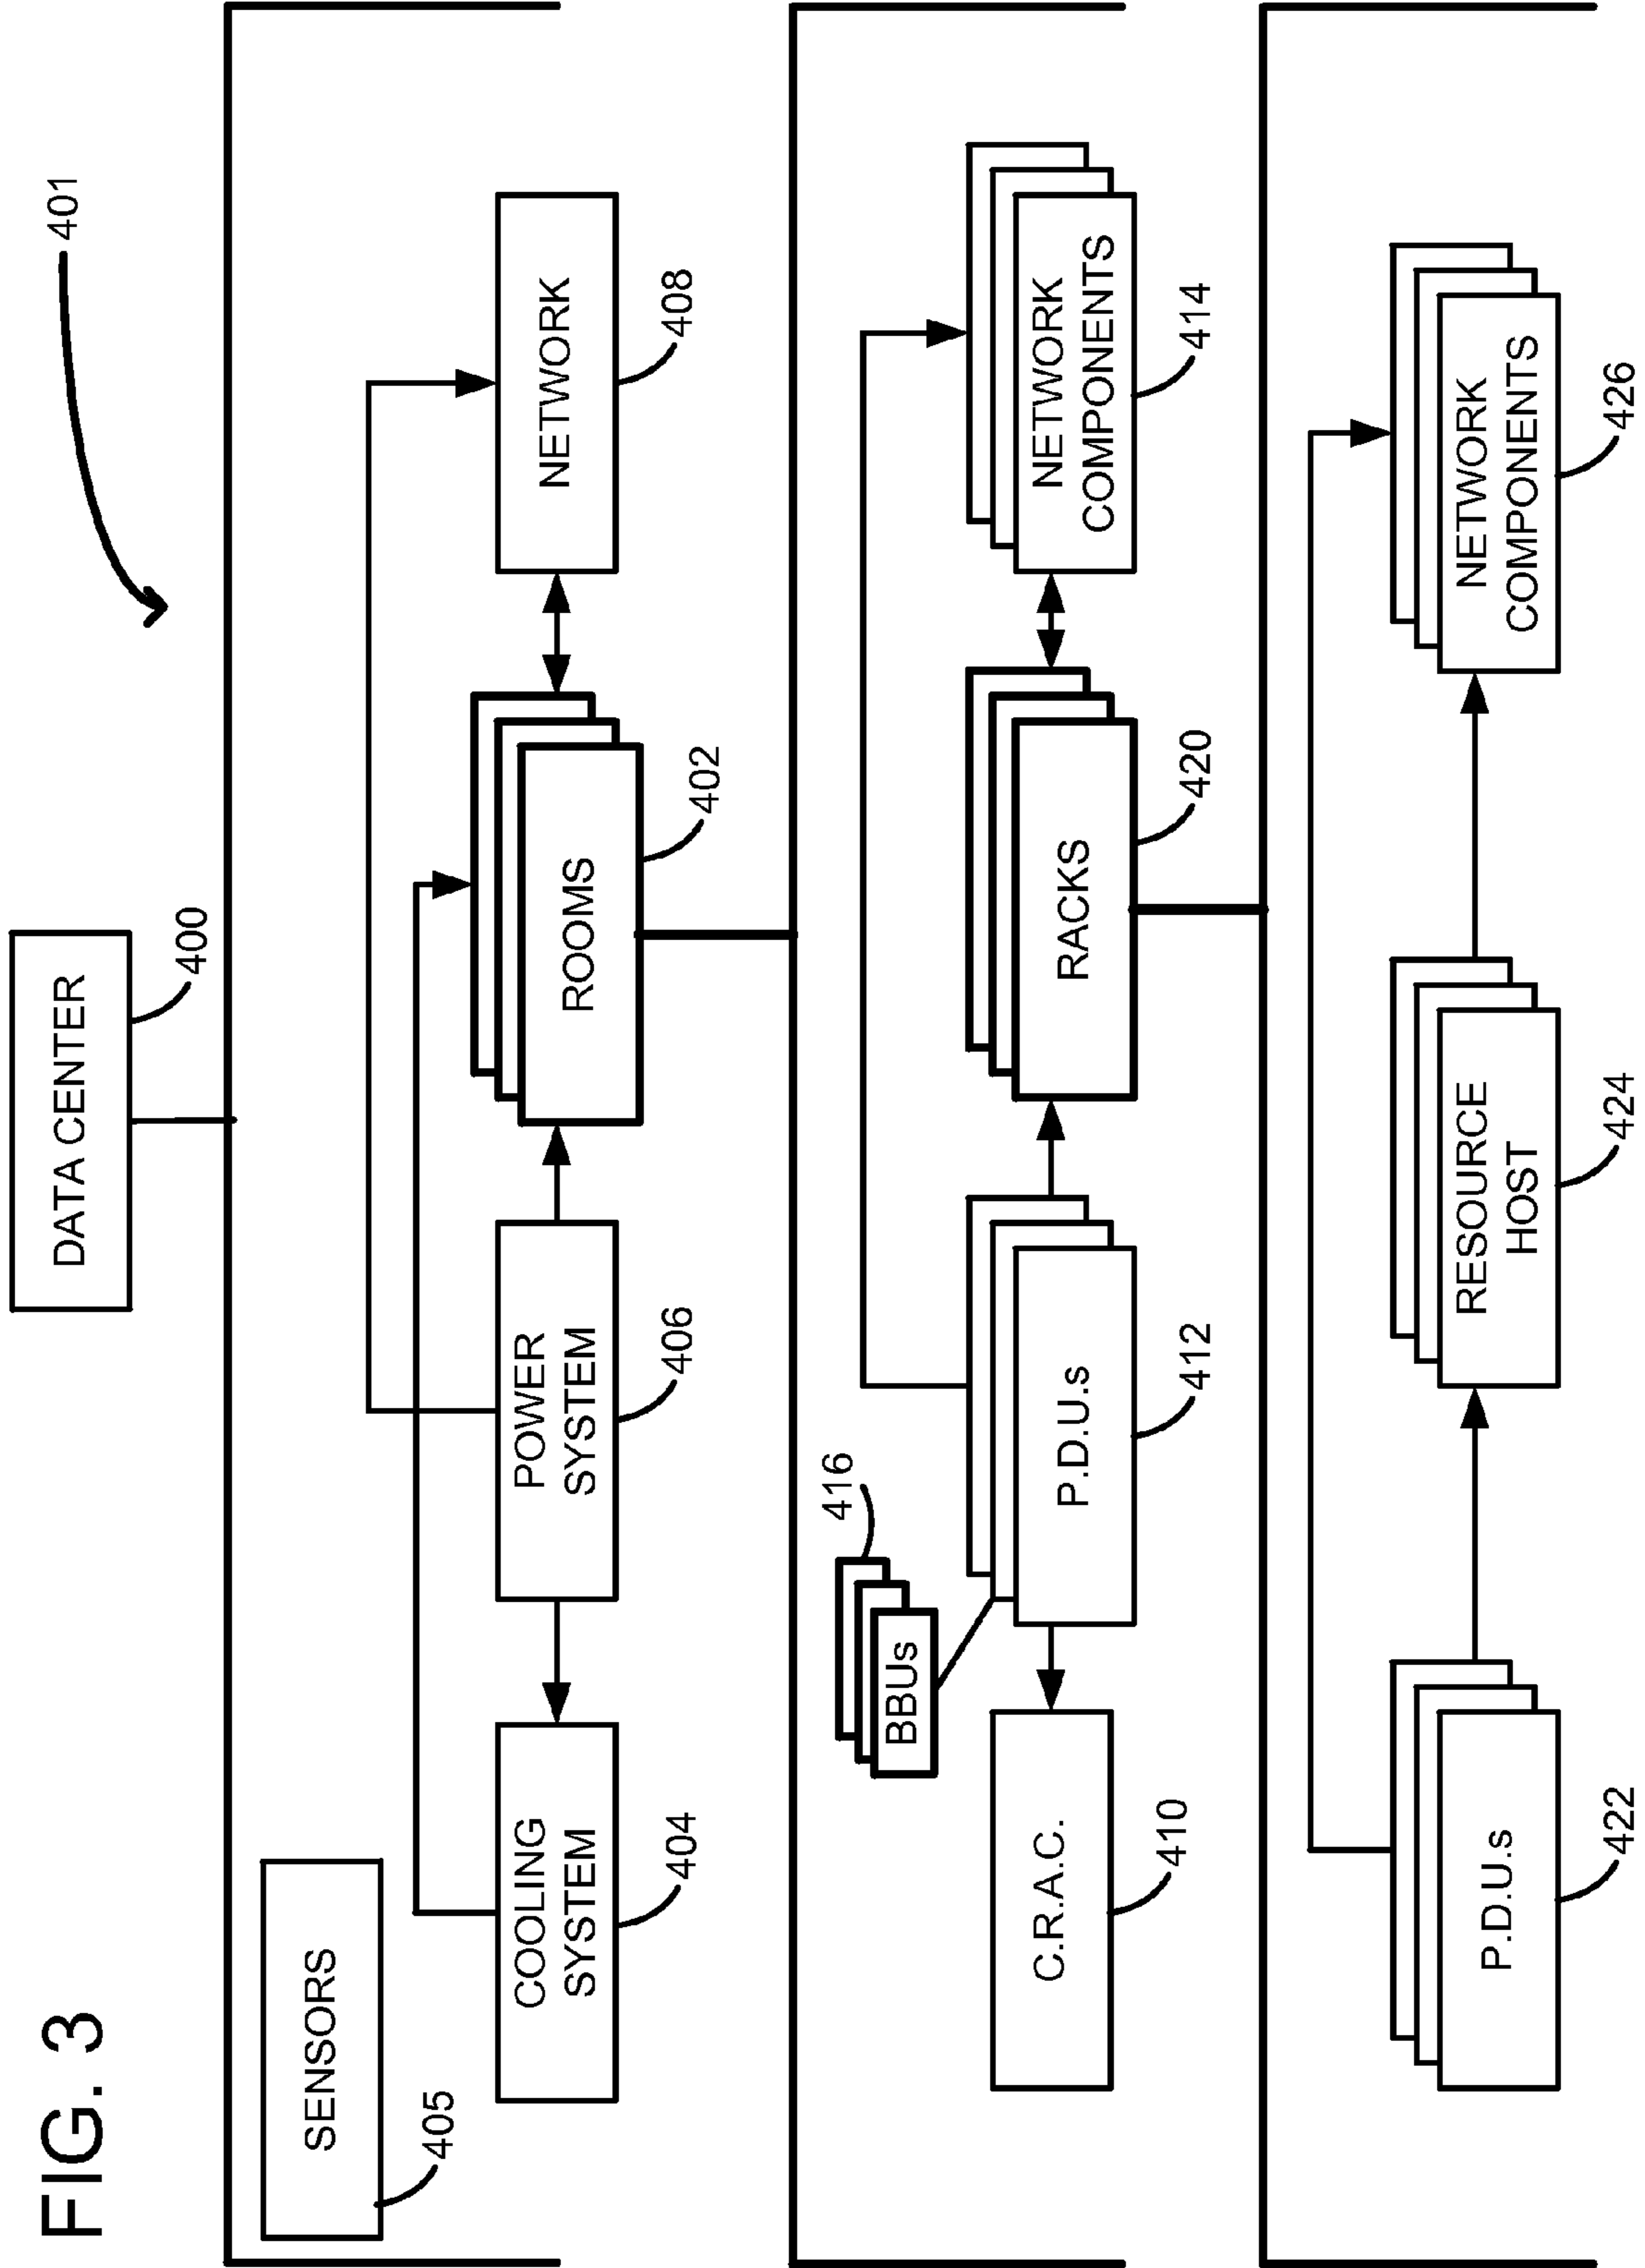 FIG. 3
DATA CENTER
400
401
SENSORS
405
COOLING
SYSTEM
404
POWER
SYSTEM
406
ROOMS
402
NETWORK
408
BBUs
416
C.R.A.C.
410
P.D.U.s
412
RACKS
420
NETWORK
COMPONENTS
414
P.D.U.s
422
RESOURCE
HOST
424
NETWORK
COMPONENTS
426